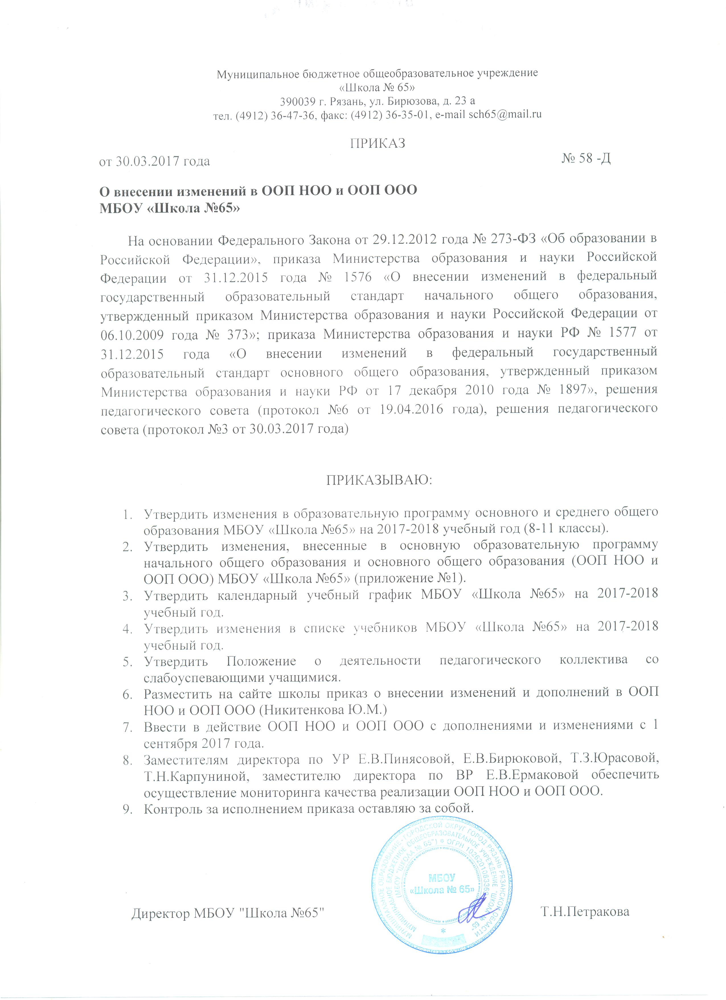 Муниципальное бюджетное общеобразовательное учреждение
«Школа № 65»
390039 г. Рязань, ул. Бирюзова, д. 23 а
тел. (4912) 36-47-36, факс: (4912) 36-35-01, e-mail sch65@mail.ru
ПРИКАЗ
от 30.03.2017 года № 58 -Д
О внесении изменений в ООП НОО и ООП ООО
МБОУ «Школа №65»
На основании Федерального Закона от 29.12.2012 года № 273-ФЗ «Об образовании в
Российской Федерации», приказа Министерства образования и науки Российской
Федерации от 31.12.2015 года № 1576 «О внесении изменений в федеральный
государственный образовательный стандарт начального общего образования,
утвержденный приказом Министерства образования и науки Российской Федерации от
06.10.2009 года № 373»; приказа Министерства образования и науки РФ № 1577 от
31.12.2015 года «О внесении изменений в федеральный государственный
образовательный стандарт основного общего образования, утвержденный приказом
Министерства образования и науки РФ от 17 декабря 2010 года № 1897», решения
педагогического совета (протокол №6 от 19.04.2016 года), решения педагогического
совета (протокол №3 от 30.03.2017 года)
ПРИКАЗЫВАЮ:
1. Утвердить изменения в образовательную программу основного и среднего общего
образования МБОУ «Школа №65» на 2017-2018 учебный год (8-11 классы).
2. Утвердить изменения, внесенные в основную образовательную программу
начального общего образования и основного общего образования (ООП НОО и
ООП ООО) МБОУ «Школа №65» (приложение №1).
3. Утвердить календарный учебный график МБОУ «Школа №65» на 2017-2018
учебный год.
4. Утвердить изменения в списке учебников МБОУ «Школа №65» на 2017-2018
учебный год.
5. Утвердить Положение о деятельности педагогического коллектива со
слабоуспевающими учащимися.
6. Разместить на сайте школы приказ о внесении изменений и дополнений в ООП
НОО и ООП ООО (Никитенкова Ю.М.)
7. Ввести в действие ООП НОО и ООП ООО с дополнениями и изменениями с 1
сентября 2017 года.
8. Заместителям директора по УР Е.В.Пинясовой, Е.В.Бирюковой, Т.З.Юрасовой,
Т.Н.Карпуниной, заместителю директора по ВР Е.В.Ермаковой обеспечить
осуществление мониторинга качества реализации ООП НОО и ООП ООО.
9. Контроль за исполнением приказа оставляю за собой.
МУНИЦИПАЛЬНОЕ ОБРАЗОВАНИЕ - ГОРОДСКОЙ ОКРУГ ГОРОД РЯЗАНЬ РЯЗАНСКОЙ ОБЛАСТИ
МУНИЦИПАЛЬНОЕ БЮДЖЕТНОЕ ОБЩЕОБРАЗОВАТЕЛЬНОЕ УЧРЕЖДЕНИЕ "ШКОЛА № 65"
(МБОУ "ШКОЛА № 65") * ОГРН
МБОУ
«Школа № 65»
Директор МБОУ "Школа №65" Т.Н.Петракова